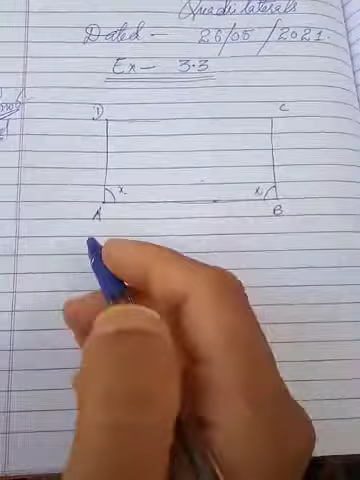 Quadrilaterals
Dated - 26/05/2021.
Ex- 3.3
D C
x x
A B